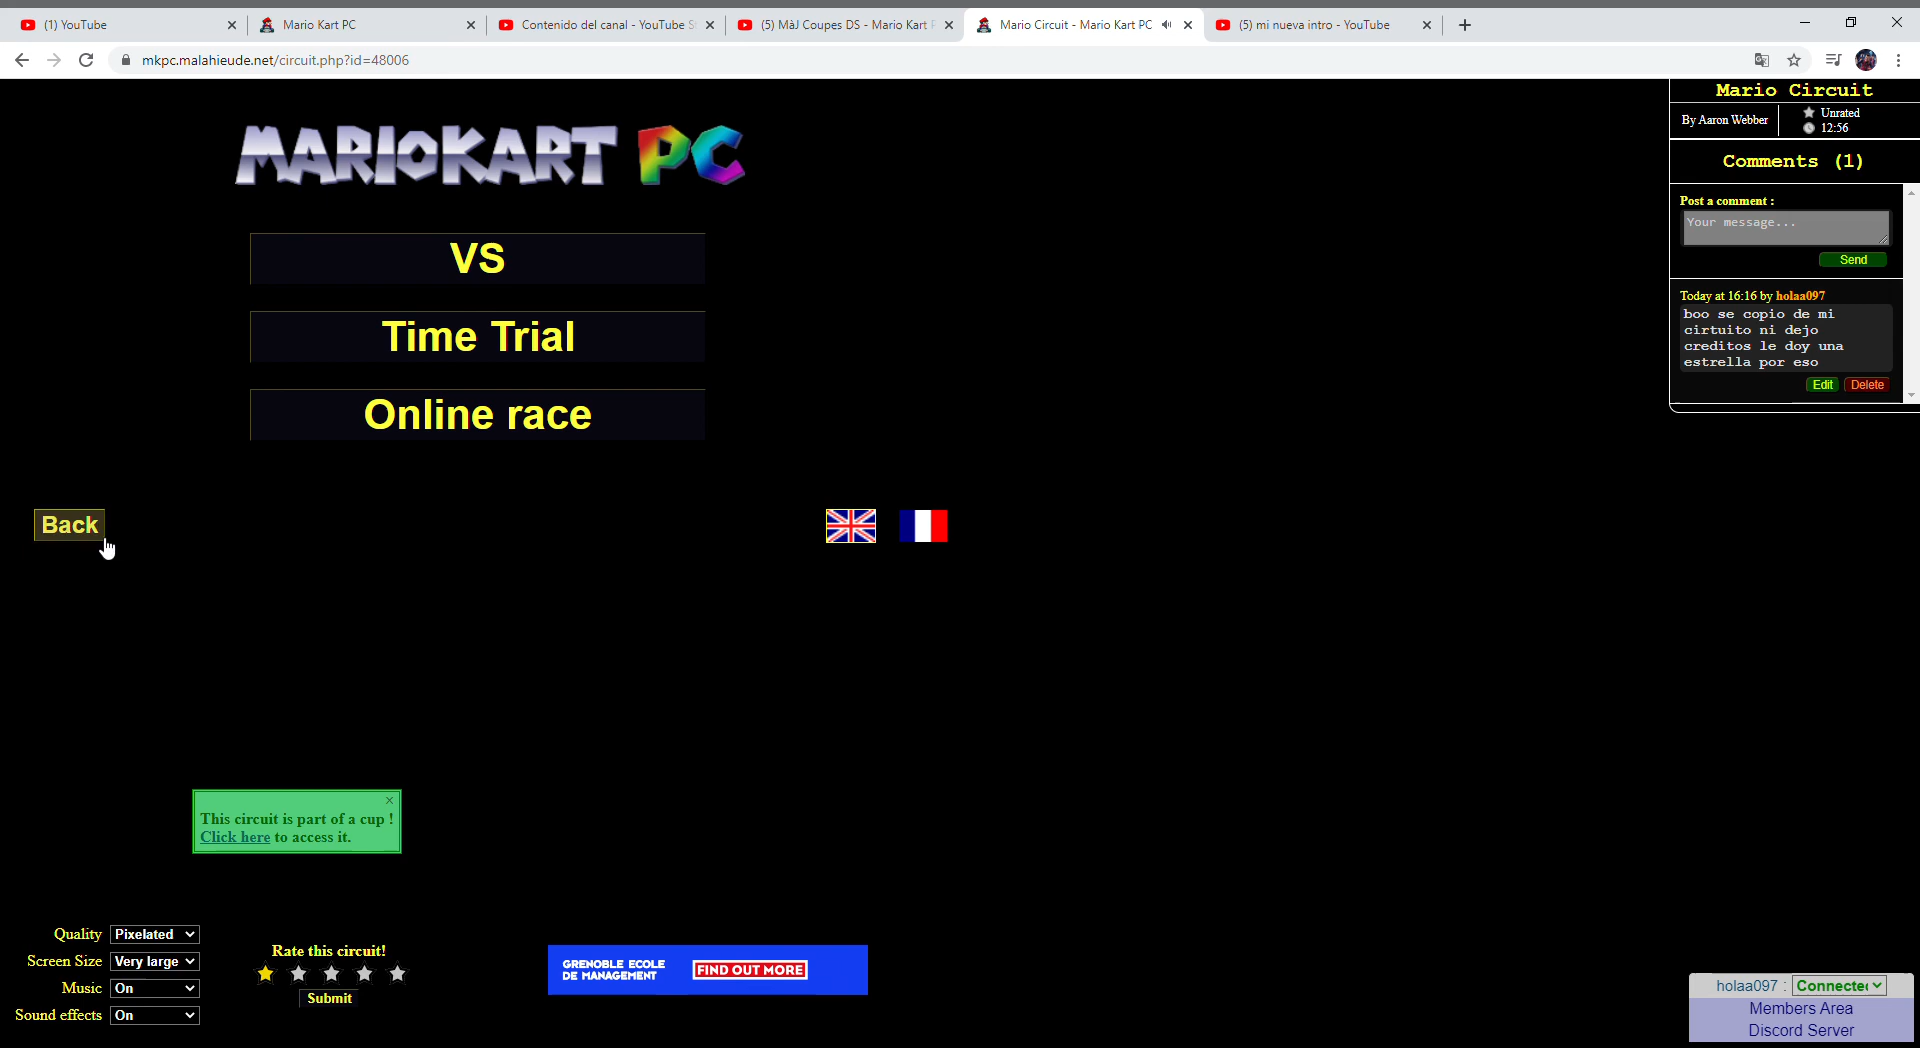 (1) YouTube
Mario Kart PC
Contenido del canal - YouTube S
(5) MàJ Coupes DS - Mario Kart
Mario Circuit - Mario Kart PC
(5) mi nueva intro - YouTube
mkpc.malahieude.net/circuit.php?id=48006
MARIOKART PC
VS
Time Trial
Online race
Back
Mario Circuit
By Aaron Webber
Unrated
12:56
Comments (1)
Post a comment :
Your message...
Send
Today at 16:16 by holaa097
boo se copio de mi
cirtuito ni dejo
creditos le doy una
estrella por eso
Edit Delete
This circuit is part of a cup !
Click here to access it.
Quality Pixelated
Screen Size Very large
Music On
Sound effects On
Rate this circuit!
Submit
GRENOBLE ECOLE
DE MANAGEMENT
FIND OUT MORE
holaa097 : Connected
Members Area
Discord Server